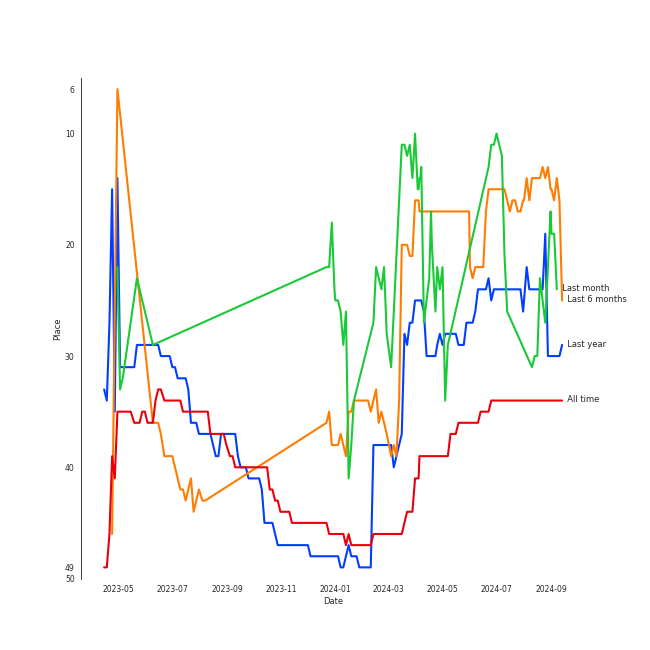 6
10
20
30
40
49
50
Place
2023-05
2023-07
2023-09
2023-11
2024-01
2024-03
2024-05
2024-07
2024-09
Date
Last month
Last 6 months
Last year
All time